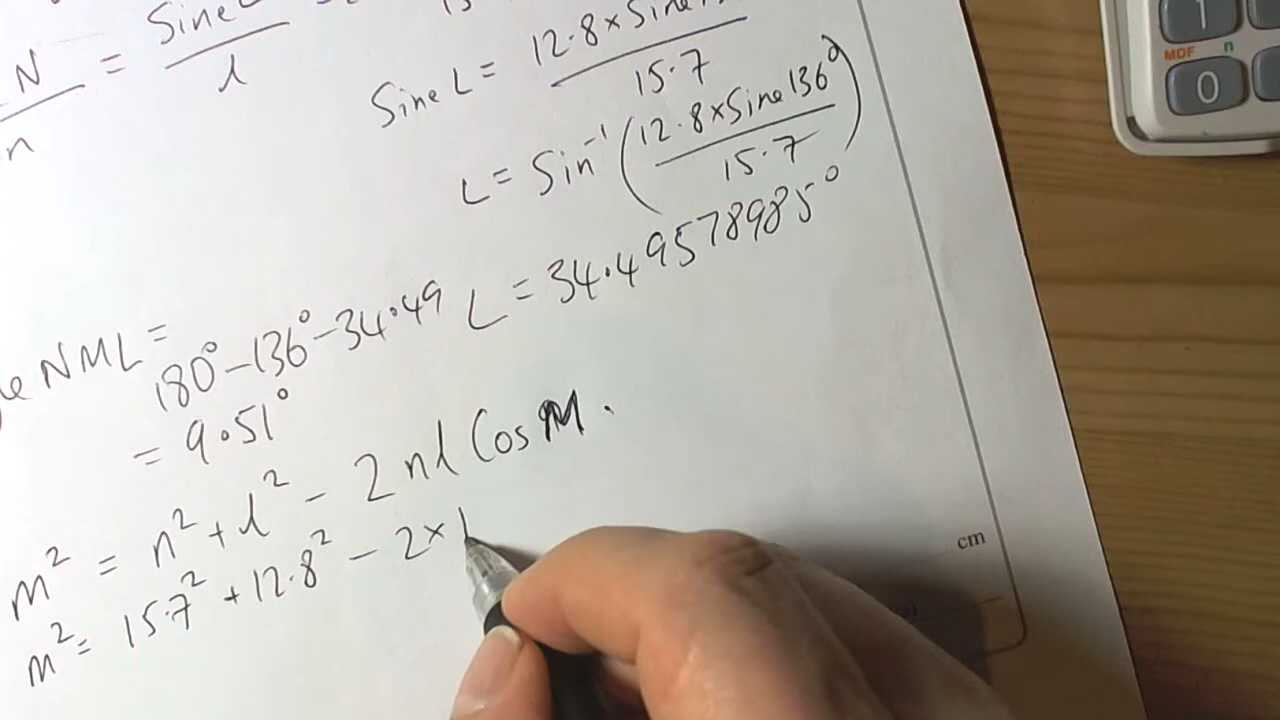 N/n = Sine L/l
Sine L = 12.8 × Sine/15.7
L = Sin⁻¹(12.8 × Sine 136°/15.7)
L = 34.49578985°
NML =
180° - 136° - 34.49
= 9.51°
m² = n² + l² - 2nl Cos M.
m² = 15.7² + 12.8² - 2 × 1
cm
1
MDF n
0